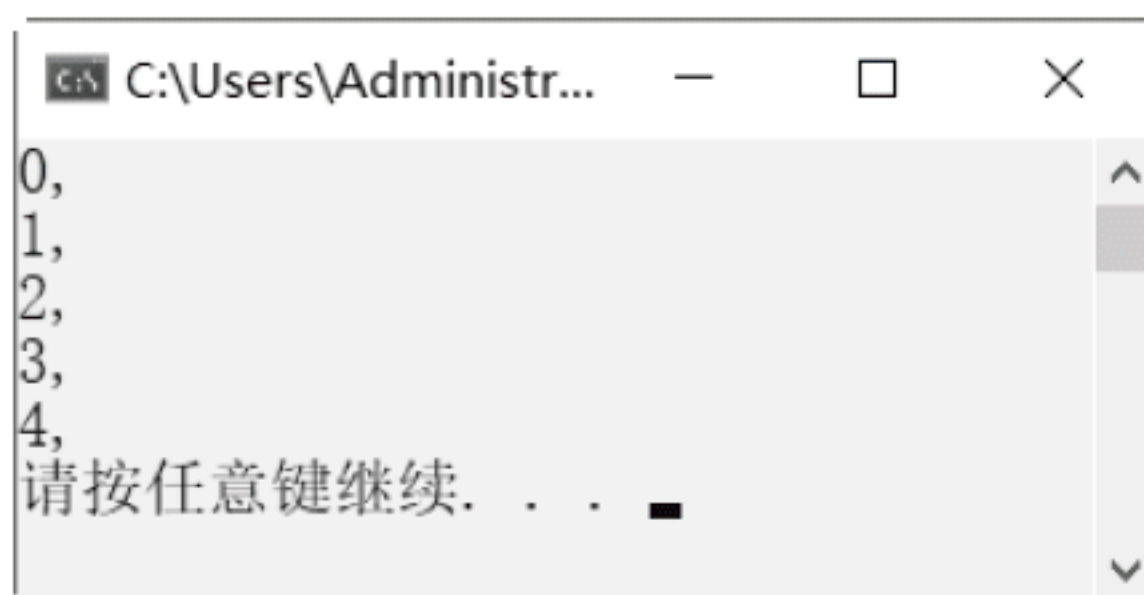 C:\Users\Administr...
0,
1,
2,
3,
4,
请按任意键继续. . .